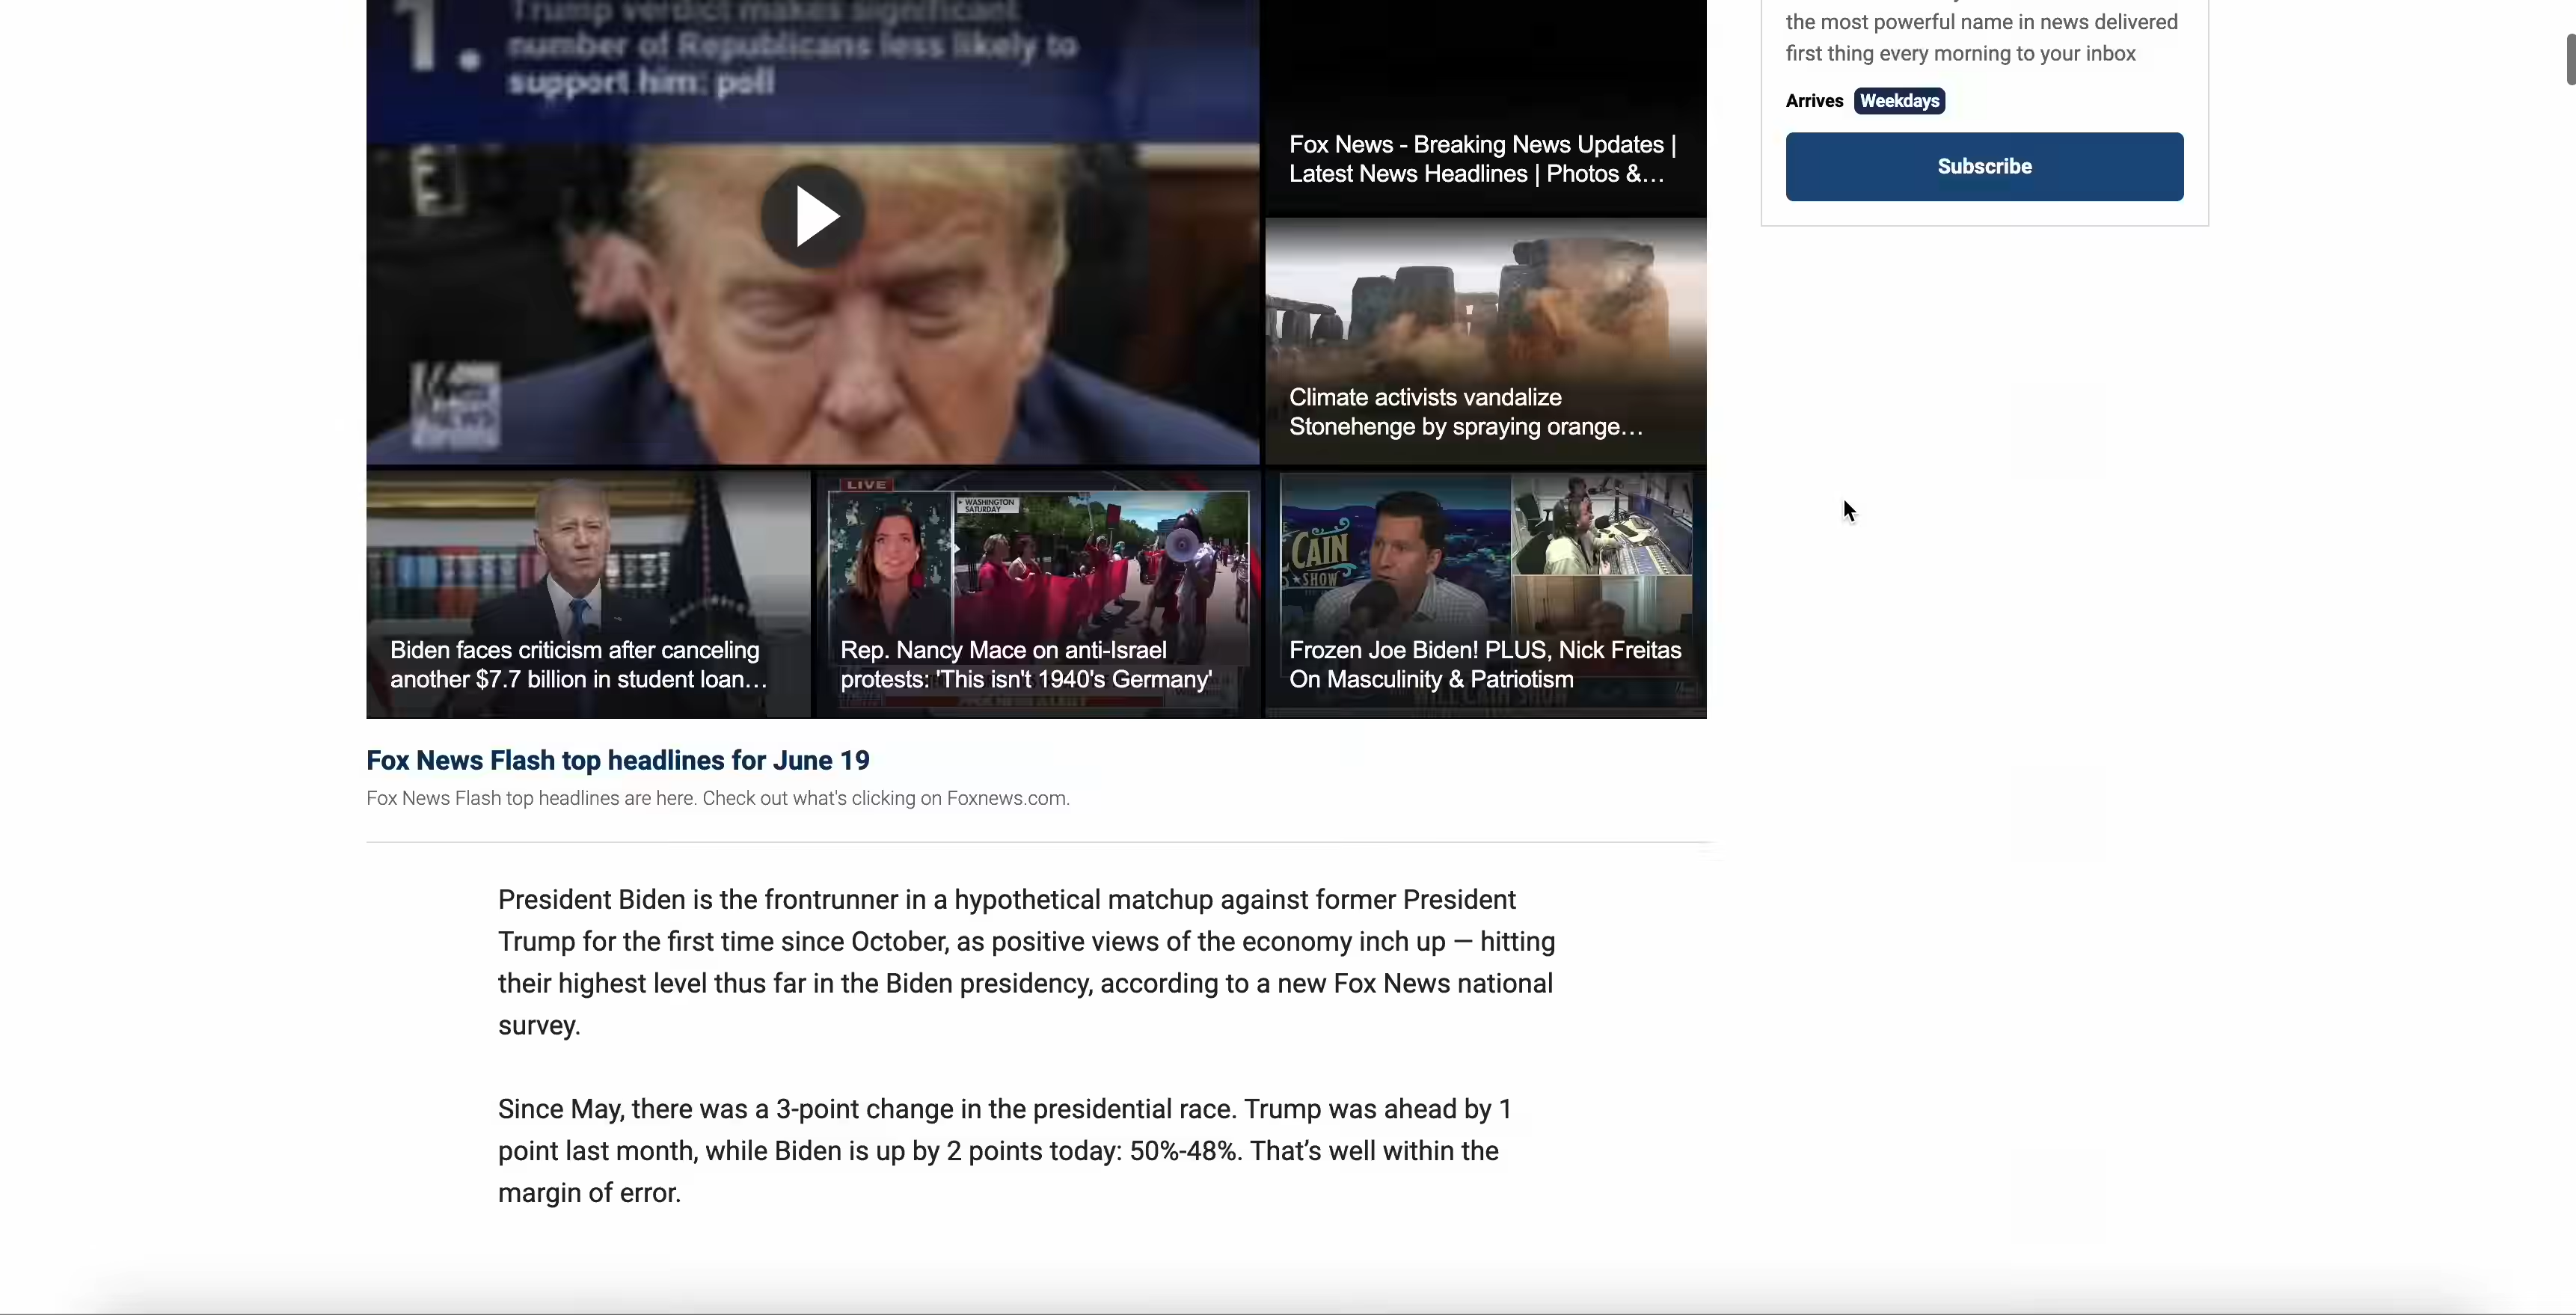 1.
Trump verdict makes significant
number of Republicans less likely to
support him: poll
the most powerful name in news delivered
first thing every morning to your inbox
Arrives Weekdays
Subscribe
Fox News - Breaking News Updates |
Latest News Headlines | Photos &...
NEWS
Climate activists vandalize
Stonehenge by spraying orange...
LIVE
WASHINGTON
SATURDAY
CAIN
SHOW
Biden faces criticism after canceling
another $7.7 billion in student loan...
Rep. Nancy Mace on anti-Israel
protests: 'This isn't 1940's Germany'
Frozen Joe Biden! PLUS, Nick Freitas
On Masculinity & Patriotism
Fox News Flash top headlines for June 19
Fox News Flash top headlines are here. Check out what's clicking on Foxnews.com.
President Biden is the frontrunner in a hypothetical matchup against former President
Trump for the first time since October, as positive views of the economy inch up — hitting
their highest level thus far in the Biden presidency, according to a new Fox News national
survey.
Since May, there was a 3-point change in the presidential race. Trump was ahead by 1
point last month, while Biden is up by 2 points today: 50%-48%. That’s well within the
margin of error.